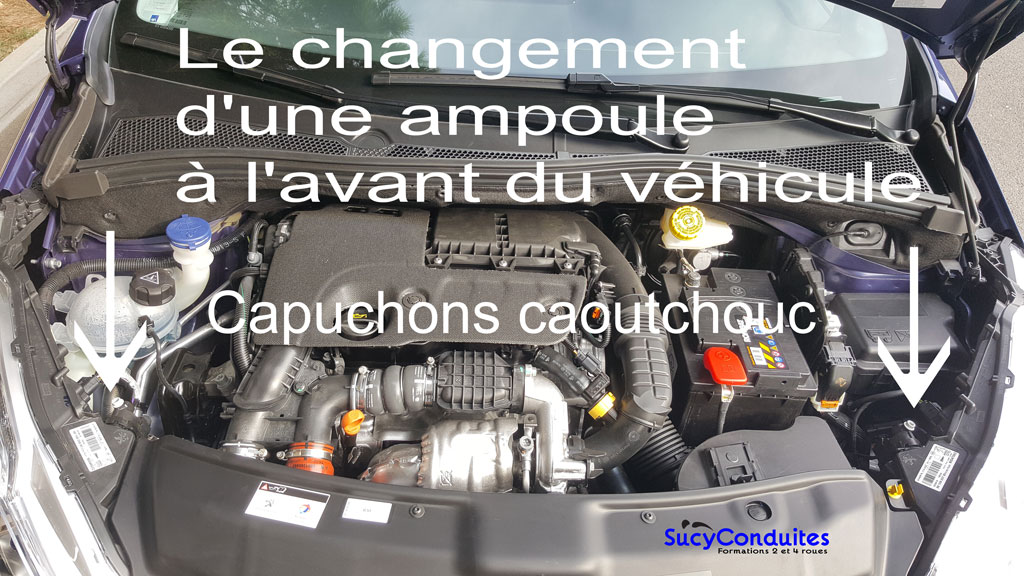 Le changement
d'une ampoule
à l'avant du véhicule
Capuchons caoutchouc
SucyConduites
Formations 2 et 4 roues